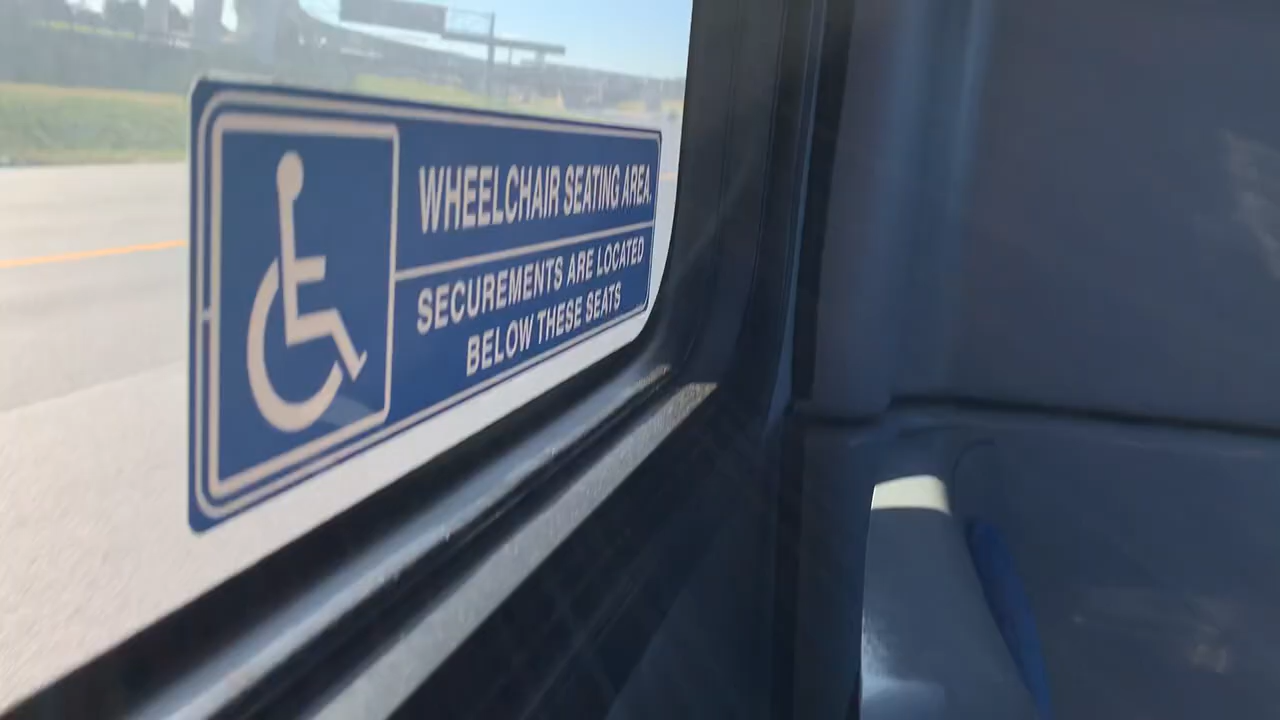 WHEELCHAIR SEATING AREA.
SECUREMENTS ARE LOCATED
BELOW THESE SEATS